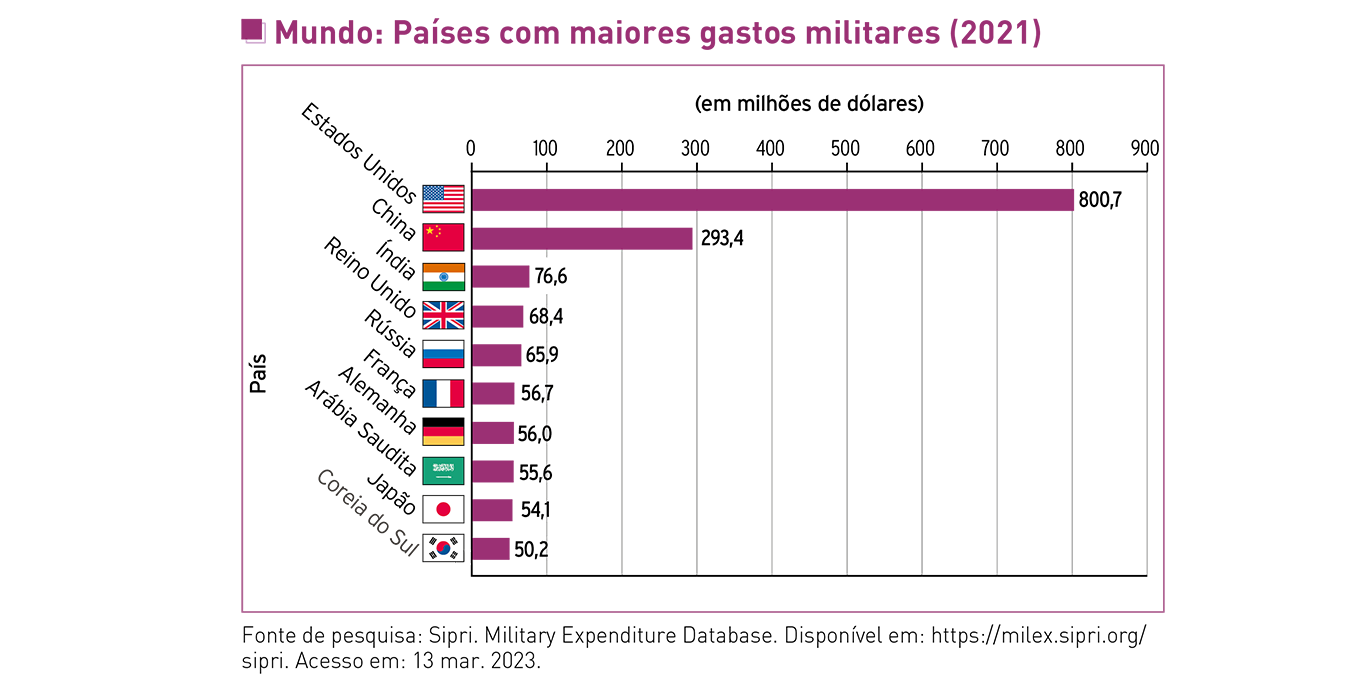 Mundo: Países com maiores gastos militares (2021)
(em milhões de dólares)
0 100 200 300 400 500 600 700 800 900
País
Estados Unidos 800,7
China 293,4
Índia 76,6
Reino Unido 68,4
Rússia 65,9
França 56,7
Alemanha 56,0
Arábia Saudita 55,6
Japão 54,1
Coreia do Sul 50,2
Fonte de pesquisa: Sipri. Military Expenditure Database. Disponível em: https://milex.sipri.org/
sipri. Acesso em: 13 mar. 2023.